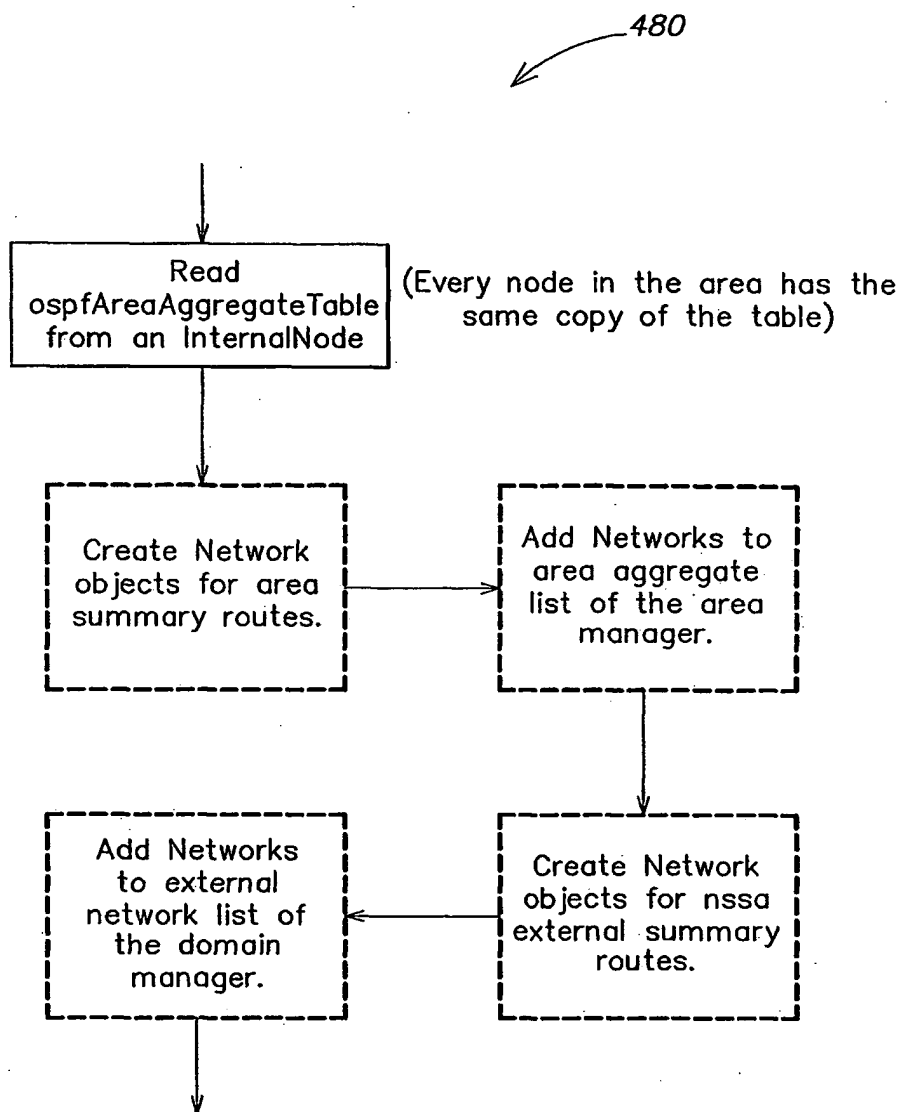 480
Read
ospfAreaAggregateTable
from an InternalNode
(Every node in the area has the
same copy of the table)
Create Network
objects for area
summary routes.
Add Networks to
area aggregate
list of the area
manager.
Create Network
objects for nssa
external summary
routes.
Add Networks
to external
network list of
the domain
manager.